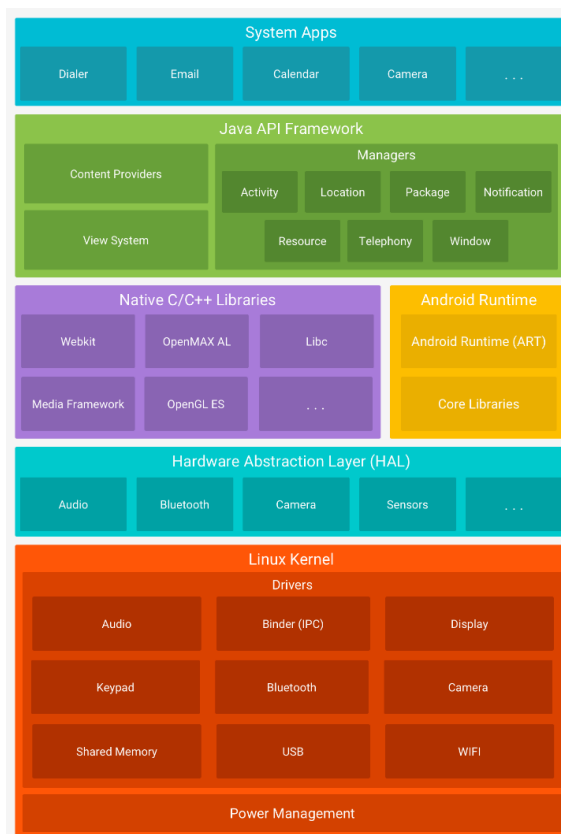 System Apps
Dialer
Email
Calendar
Camera
. . .
Java API Framework
Content Providers
View System
Managers
Activity
Location
Package
Notification
Resource
Telephony
Window
Native C/C++ Libraries
Webkit
OpenMAX AL
Libc
Media Framework
OpenGL ES
. . .
Android Runtime
Android Runtime (ART)
Core Libraries
Hardware Abstraction Layer (HAL)
Audio
Bluetooth
Camera
Sensors
. . .
Linux Kernel
Drivers
Audio
Binder (IPC)
Display
Keypad
Bluetooth
Camera
Shared Memory
USB
WIFI
Power Management